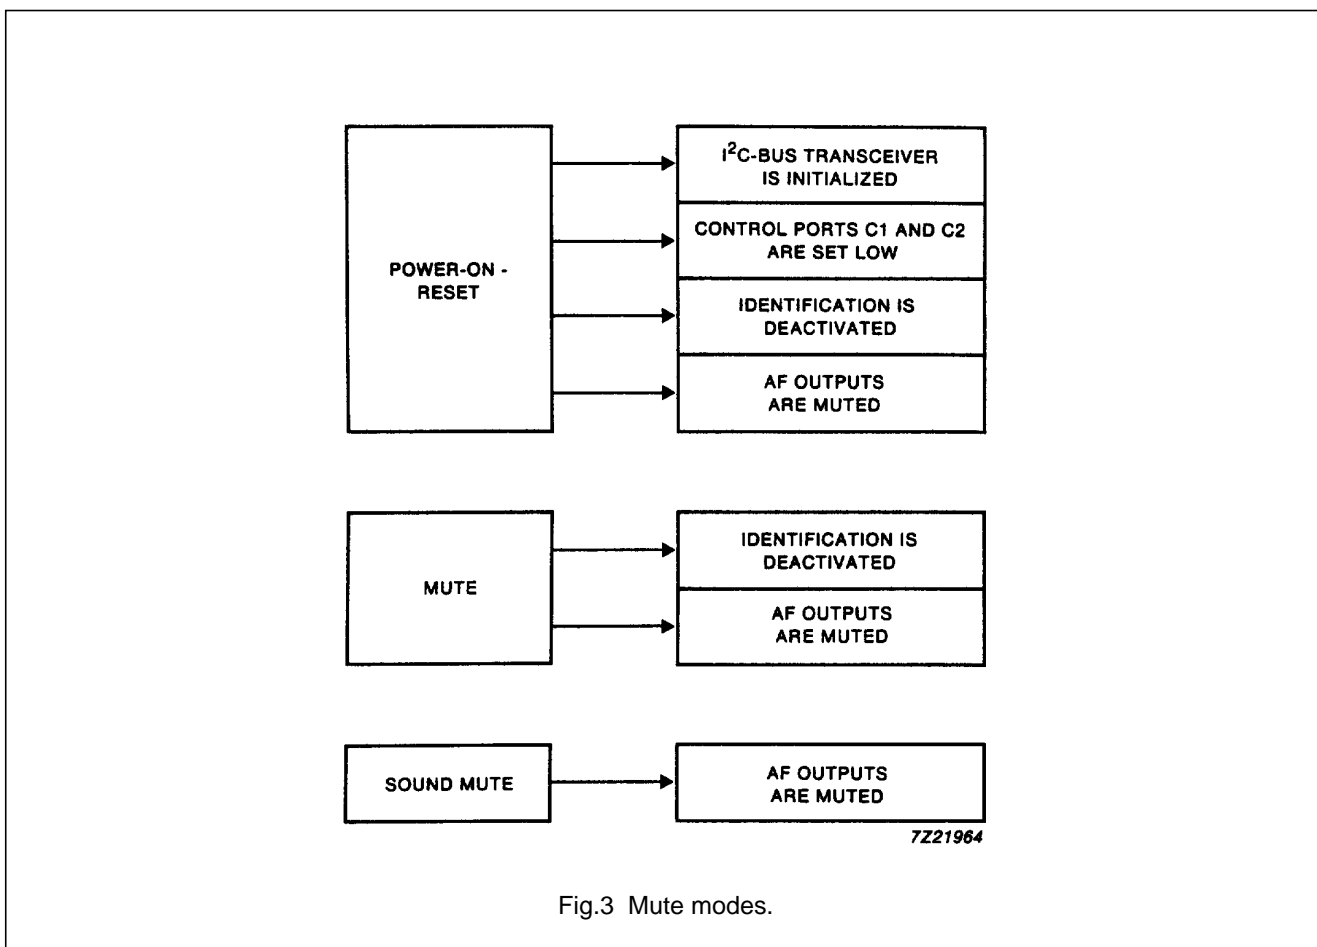 POWER-ON -
RESET
I²C-BUS TRANSCEIVER
IS INITIALIZED
CONTROL PORTS C1 AND C2
ARE SET LOW
IDENTIFICATION IS
DEACTIVATED
AF OUTPUTS
ARE MUTED
MUTE
IDENTIFICATION IS
DEACTIVATED
AF OUTPUTS
ARE MUTED
SOUND MUTE
AF OUTPUTS
ARE MUTED
7Z21964
Fig.3 Mute modes.